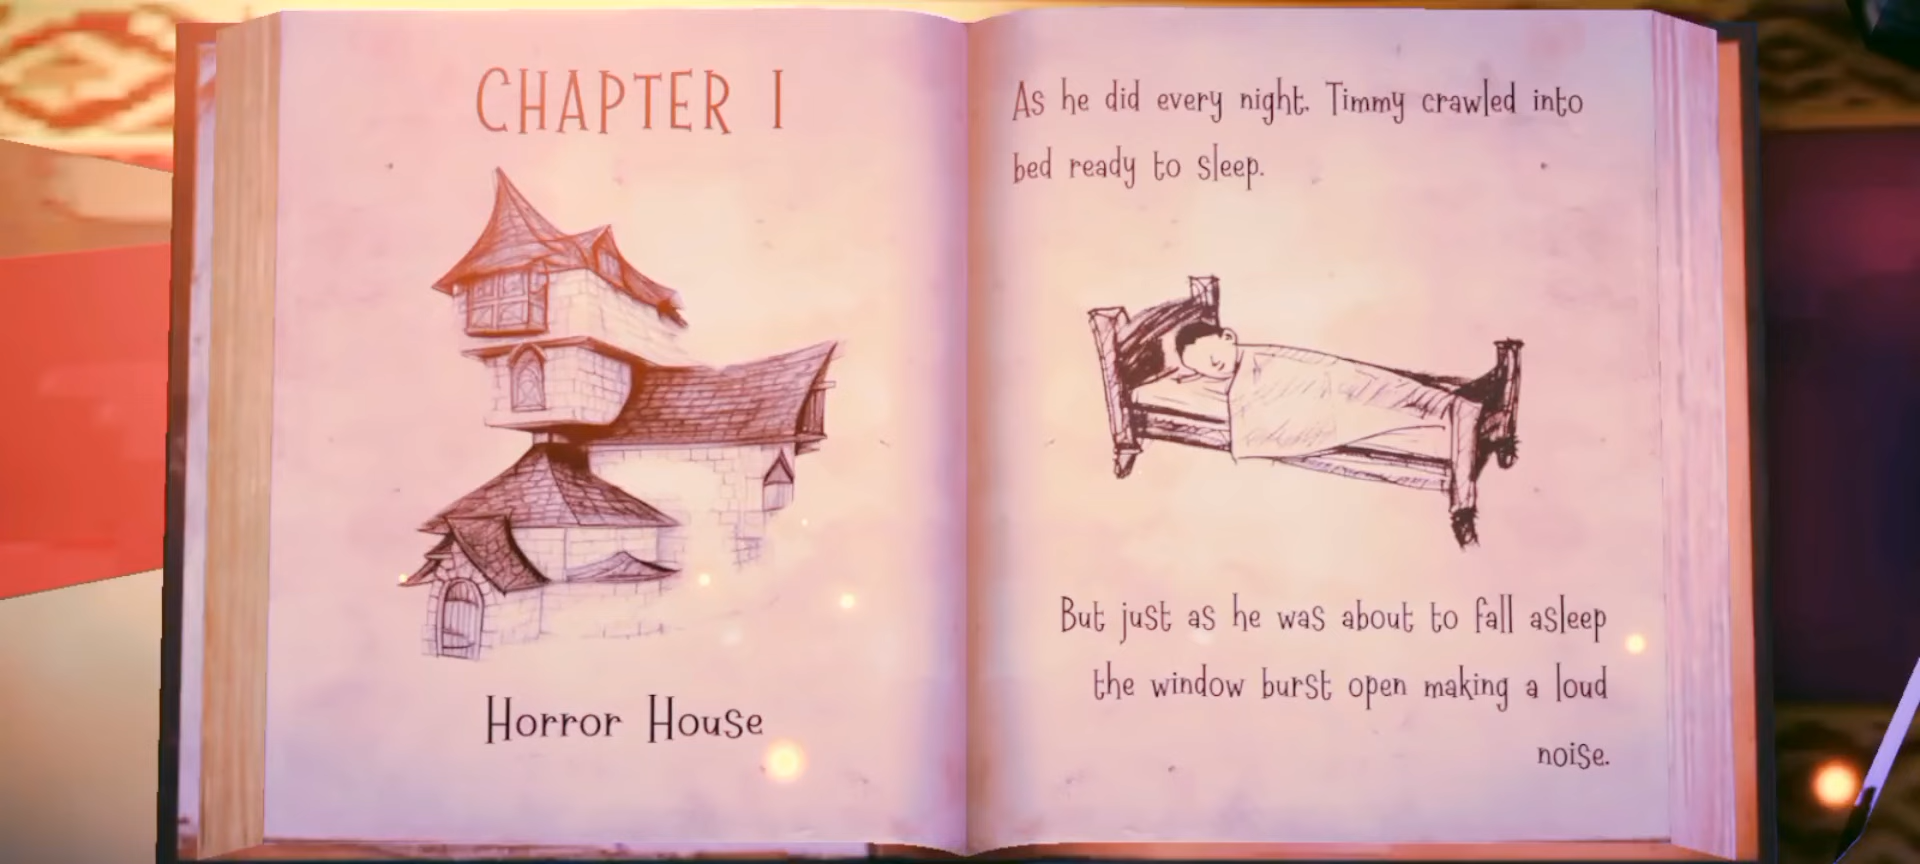 CHAPTER I
Horror House
As he did every night. Timmy crawled into
bed ready to sleep.
But just as he was about to fall asleep
the window burst open making a loud
noise.